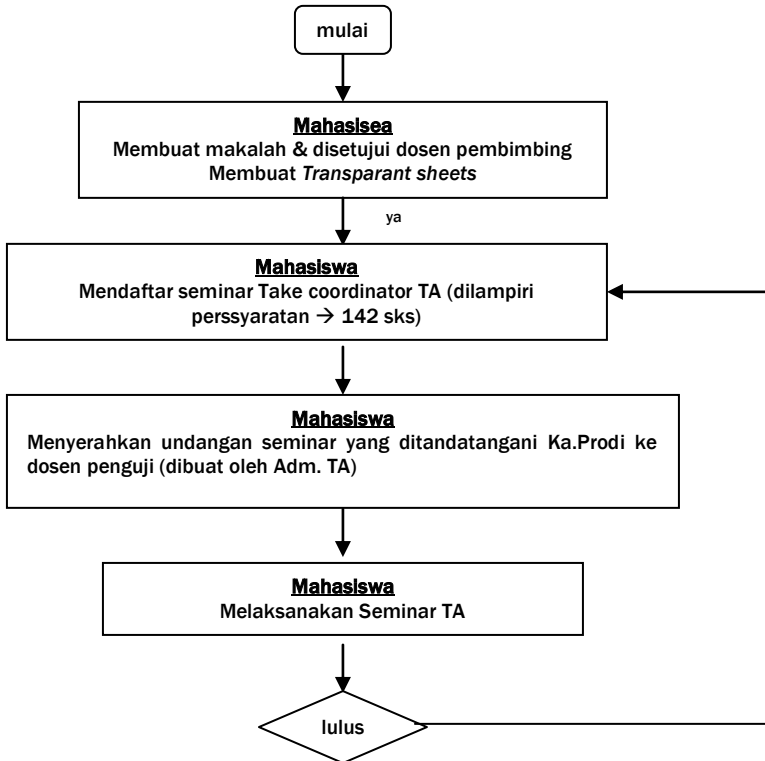 mulai
Mahasisea
Membuat makalah & disetujui dosen pembimbing
Membuat Transparant sheets
ya
Mahasiswa
Mendaftar seminar Take coordinator TA (dilampiri
perssyaratan → 142 sks)
Mahasiswa
Menyerahkan undangan seminar yang ditandatangani Ka.Prodi ke
dosen penguji (dibuat oleh Adm. TA)
Mahasiswa
Melaksanakan Seminar TA
lulus